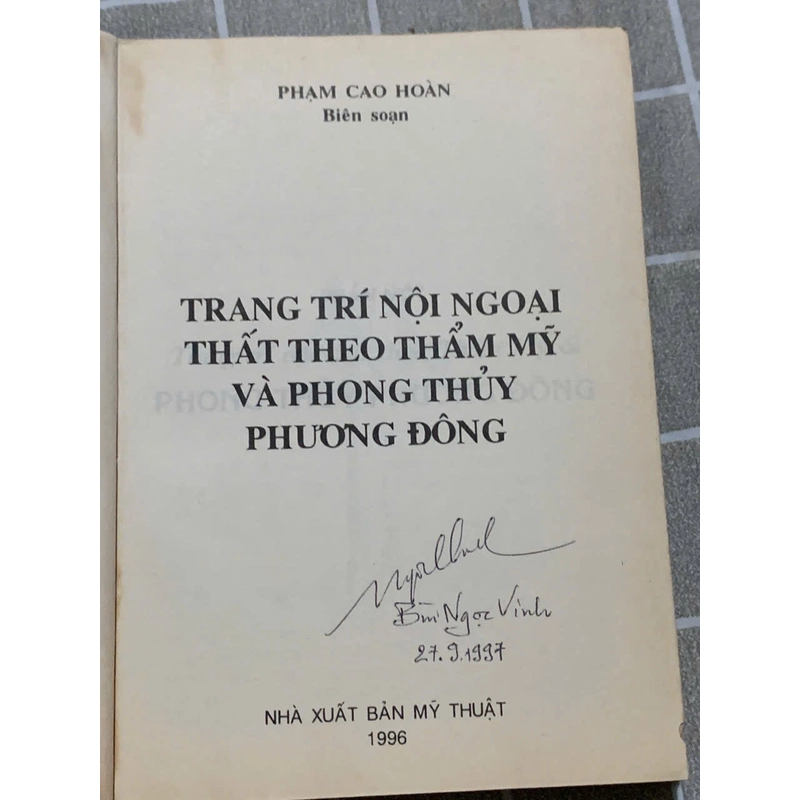 PHẠM CAO HOÀN
Biên soạn
TRANG TRÍ NỘI NGOẠI
THẤT THEO THẨM MỸ
VÀ PHONG THỦY
PHƯƠNG ĐÔNG
Bùi Ngọc Vinh
27.9.1997
NHÀ XUẤT BẢN MỸ THUẬT
1996